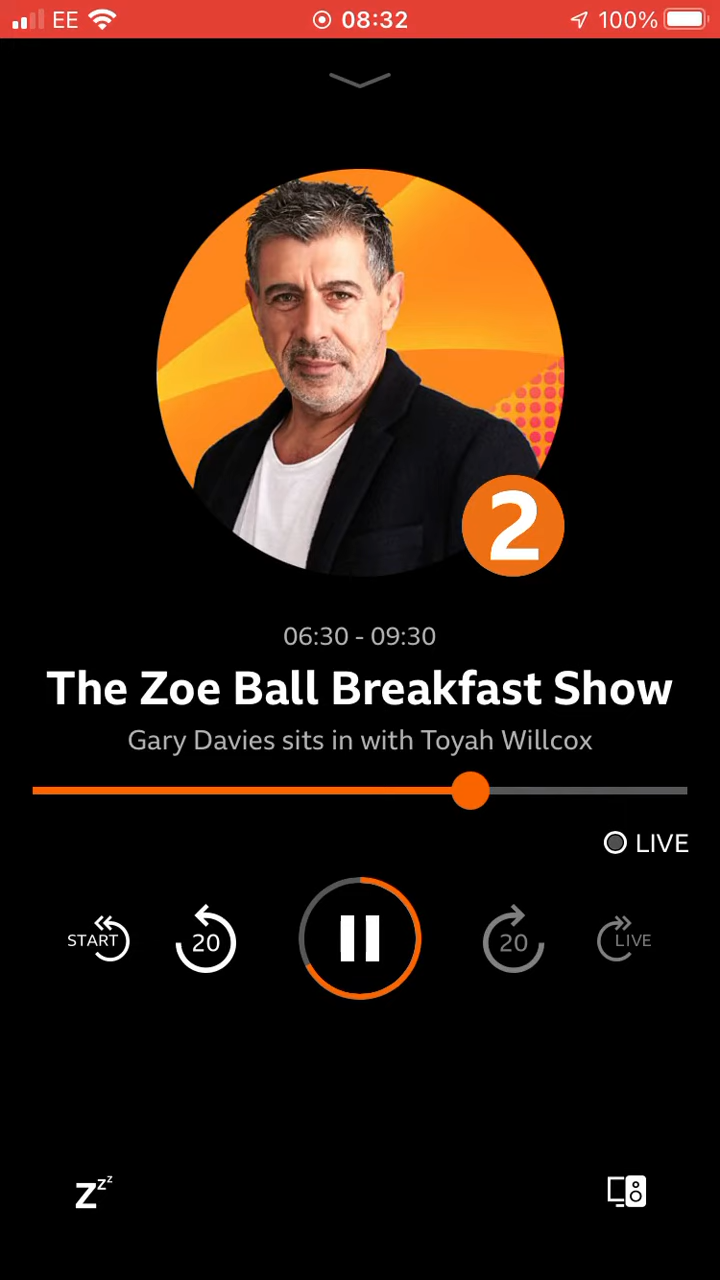 EE 08:32 100%
2
06:30 - 09:30
The Zoe Ball Breakfast Show
Gary Davies sits in with Toyah Willcox
LIVE
START 20 20 LIVE
Zzz